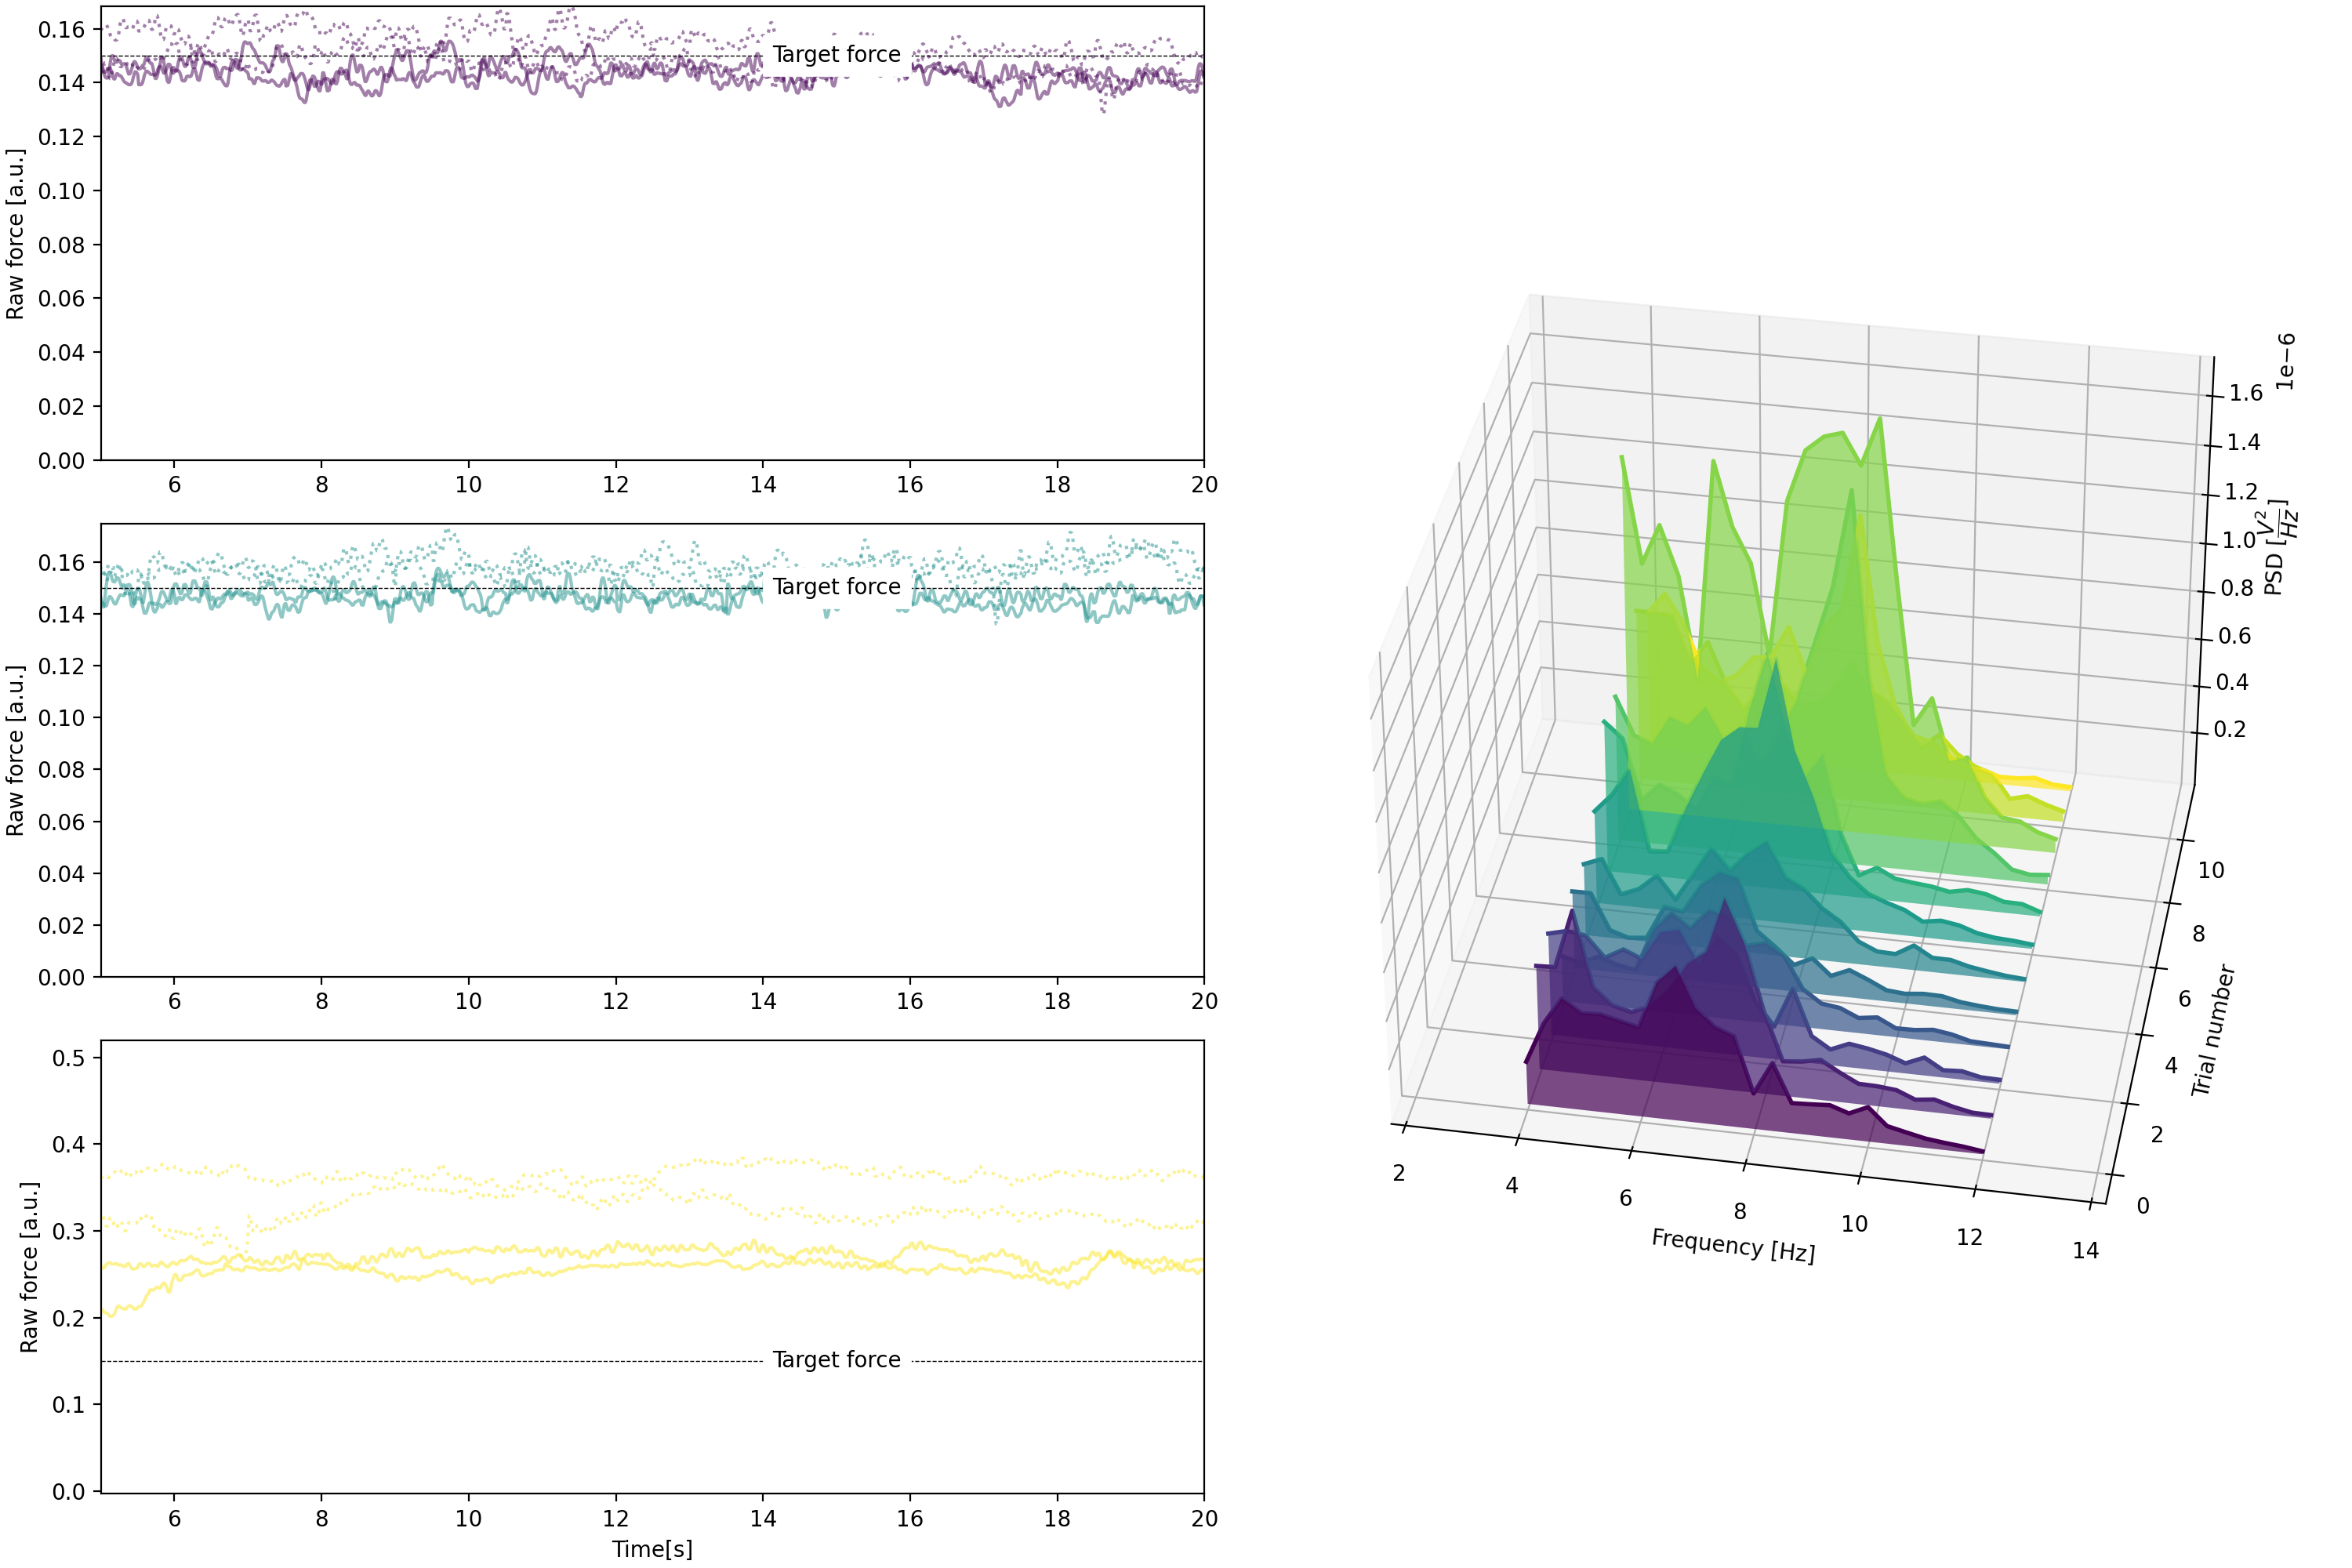 0.16
0.14
0.12
0.10
0.08
0.06
0.04
0.02
0.00
Raw force [a.u.]
Target force
6 8 10 12 14 16 18 20
0.16
0.14
0.12
0.10
0.08
0.06
0.04
0.02
0.00
Raw force [a.u.]
Target force
6 8 10 12 14 16 18 20
0.5
0.4
0.3
0.2
0.1
0.0
Raw force [a.u.]
Target force
6 8 10 12 14 16 18 20
Time[s]
1e−6
1.6
1.4
1.2
1.0
0.8
0.6
0.4
0.2
PSD [V²/Hz]
10
8
6
4
2
0
Trial number
2 4 6 8 10 12 14
Frequency [Hz]